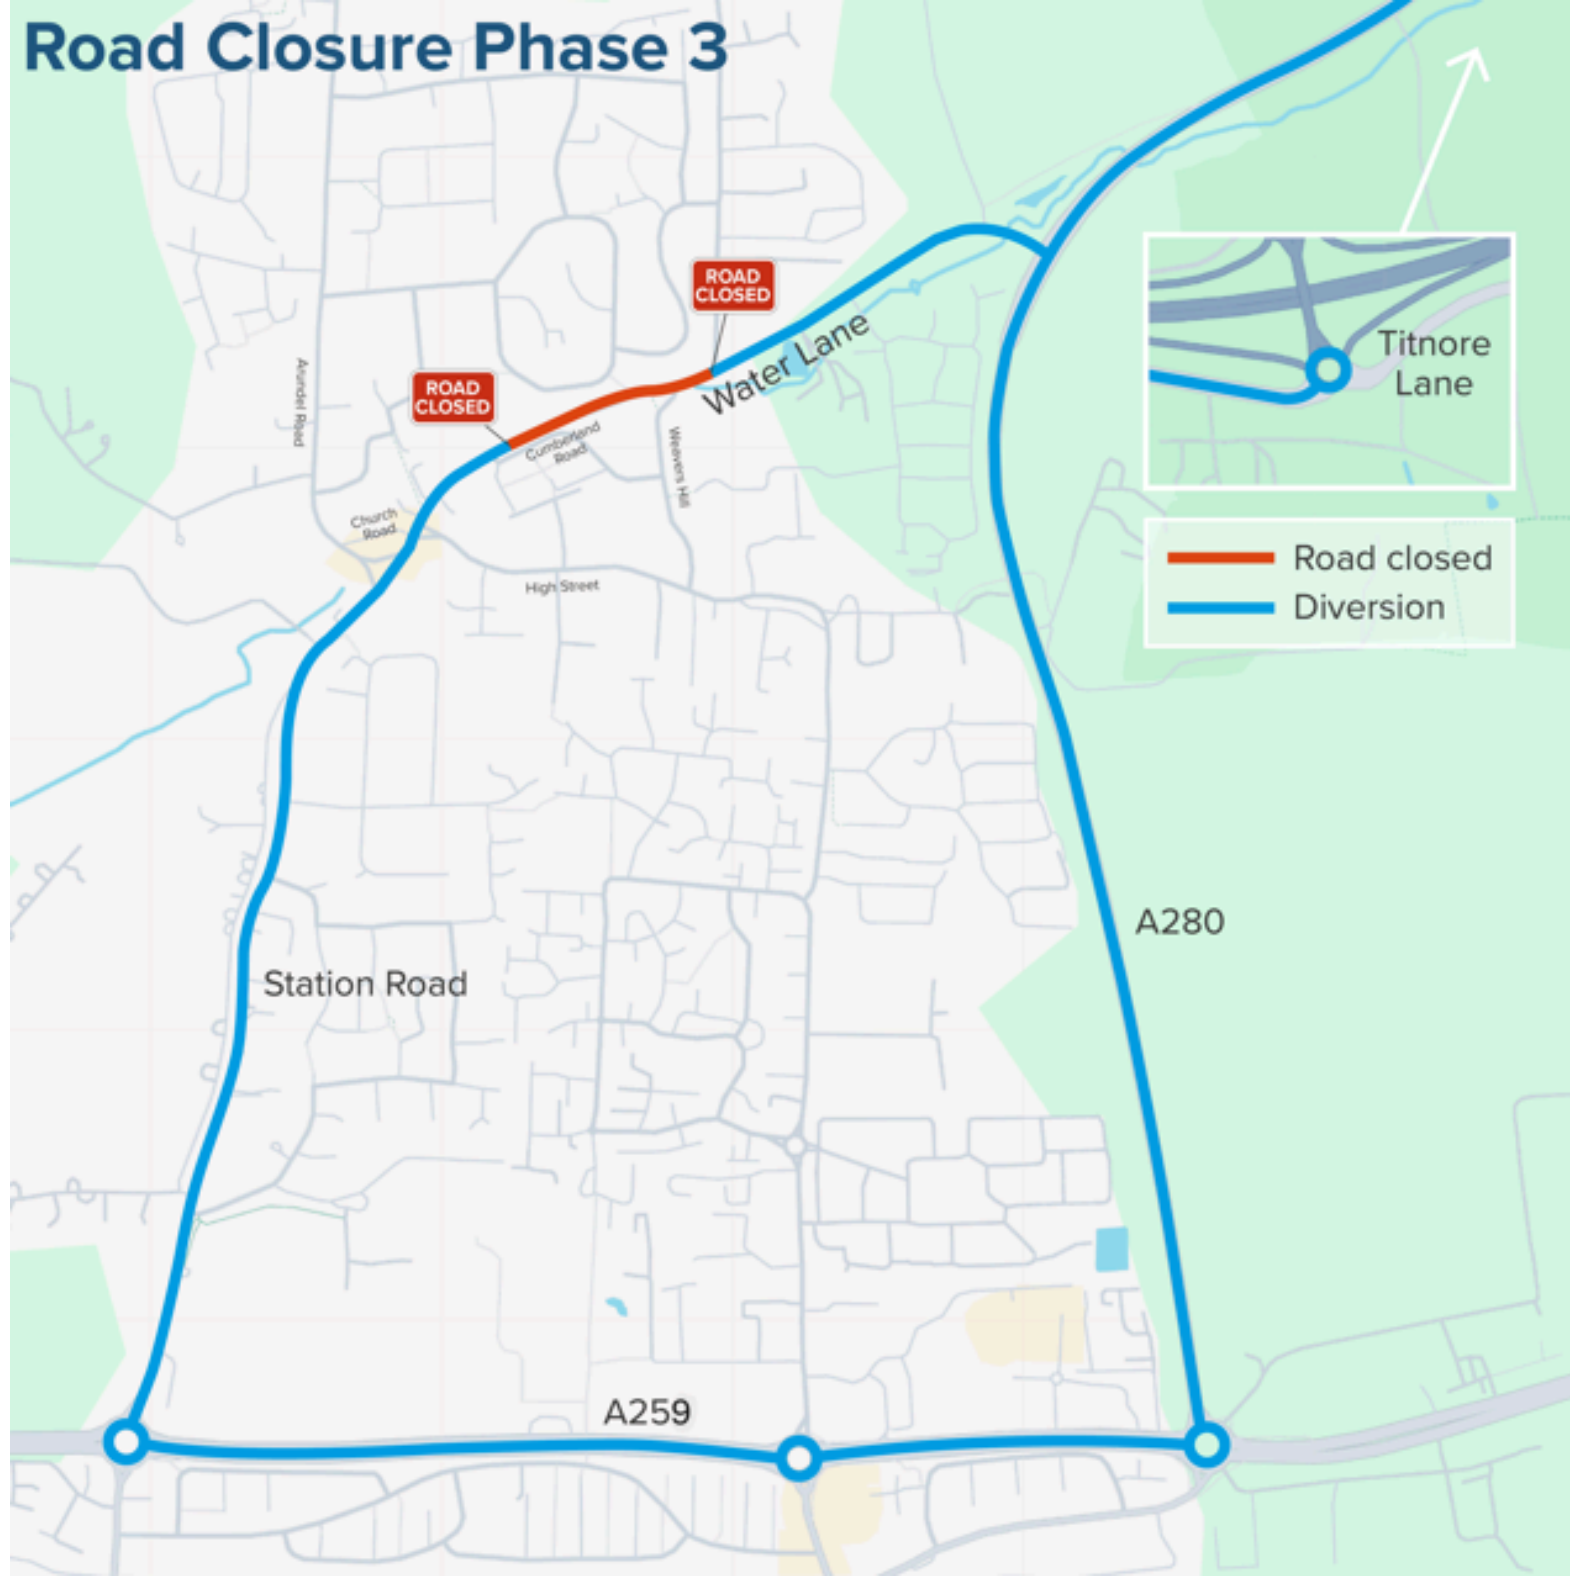 Road Closure Phase 3
ROAD
CLOSED
ROAD
CLOSED
Water Lane
Titnore
Lane
Arundel Road
Cumberland
Road
Weavers Hill
Church
Road
High Street
Road closed
Diversion
A280
Station Road
A259